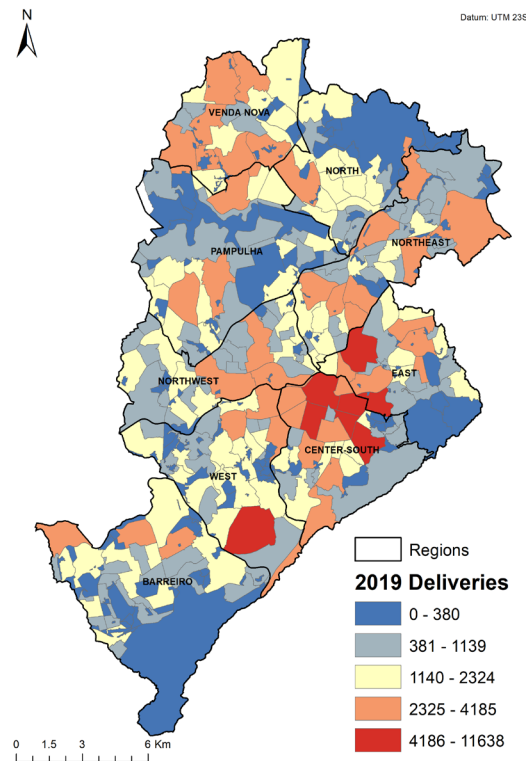 N
Datum: UTM 23S
VENDA NOVA
NORTH
NORTHEAST
PAMPULHA
NORTHWEST
EAST
CENTER-SOUTH
WEST
BARREIRO
Regions
2019 Deliveries
0 - 380
381 - 1139
1140 - 2324
2325 - 4185
4186 - 11638
0 1.5 3 6 Km